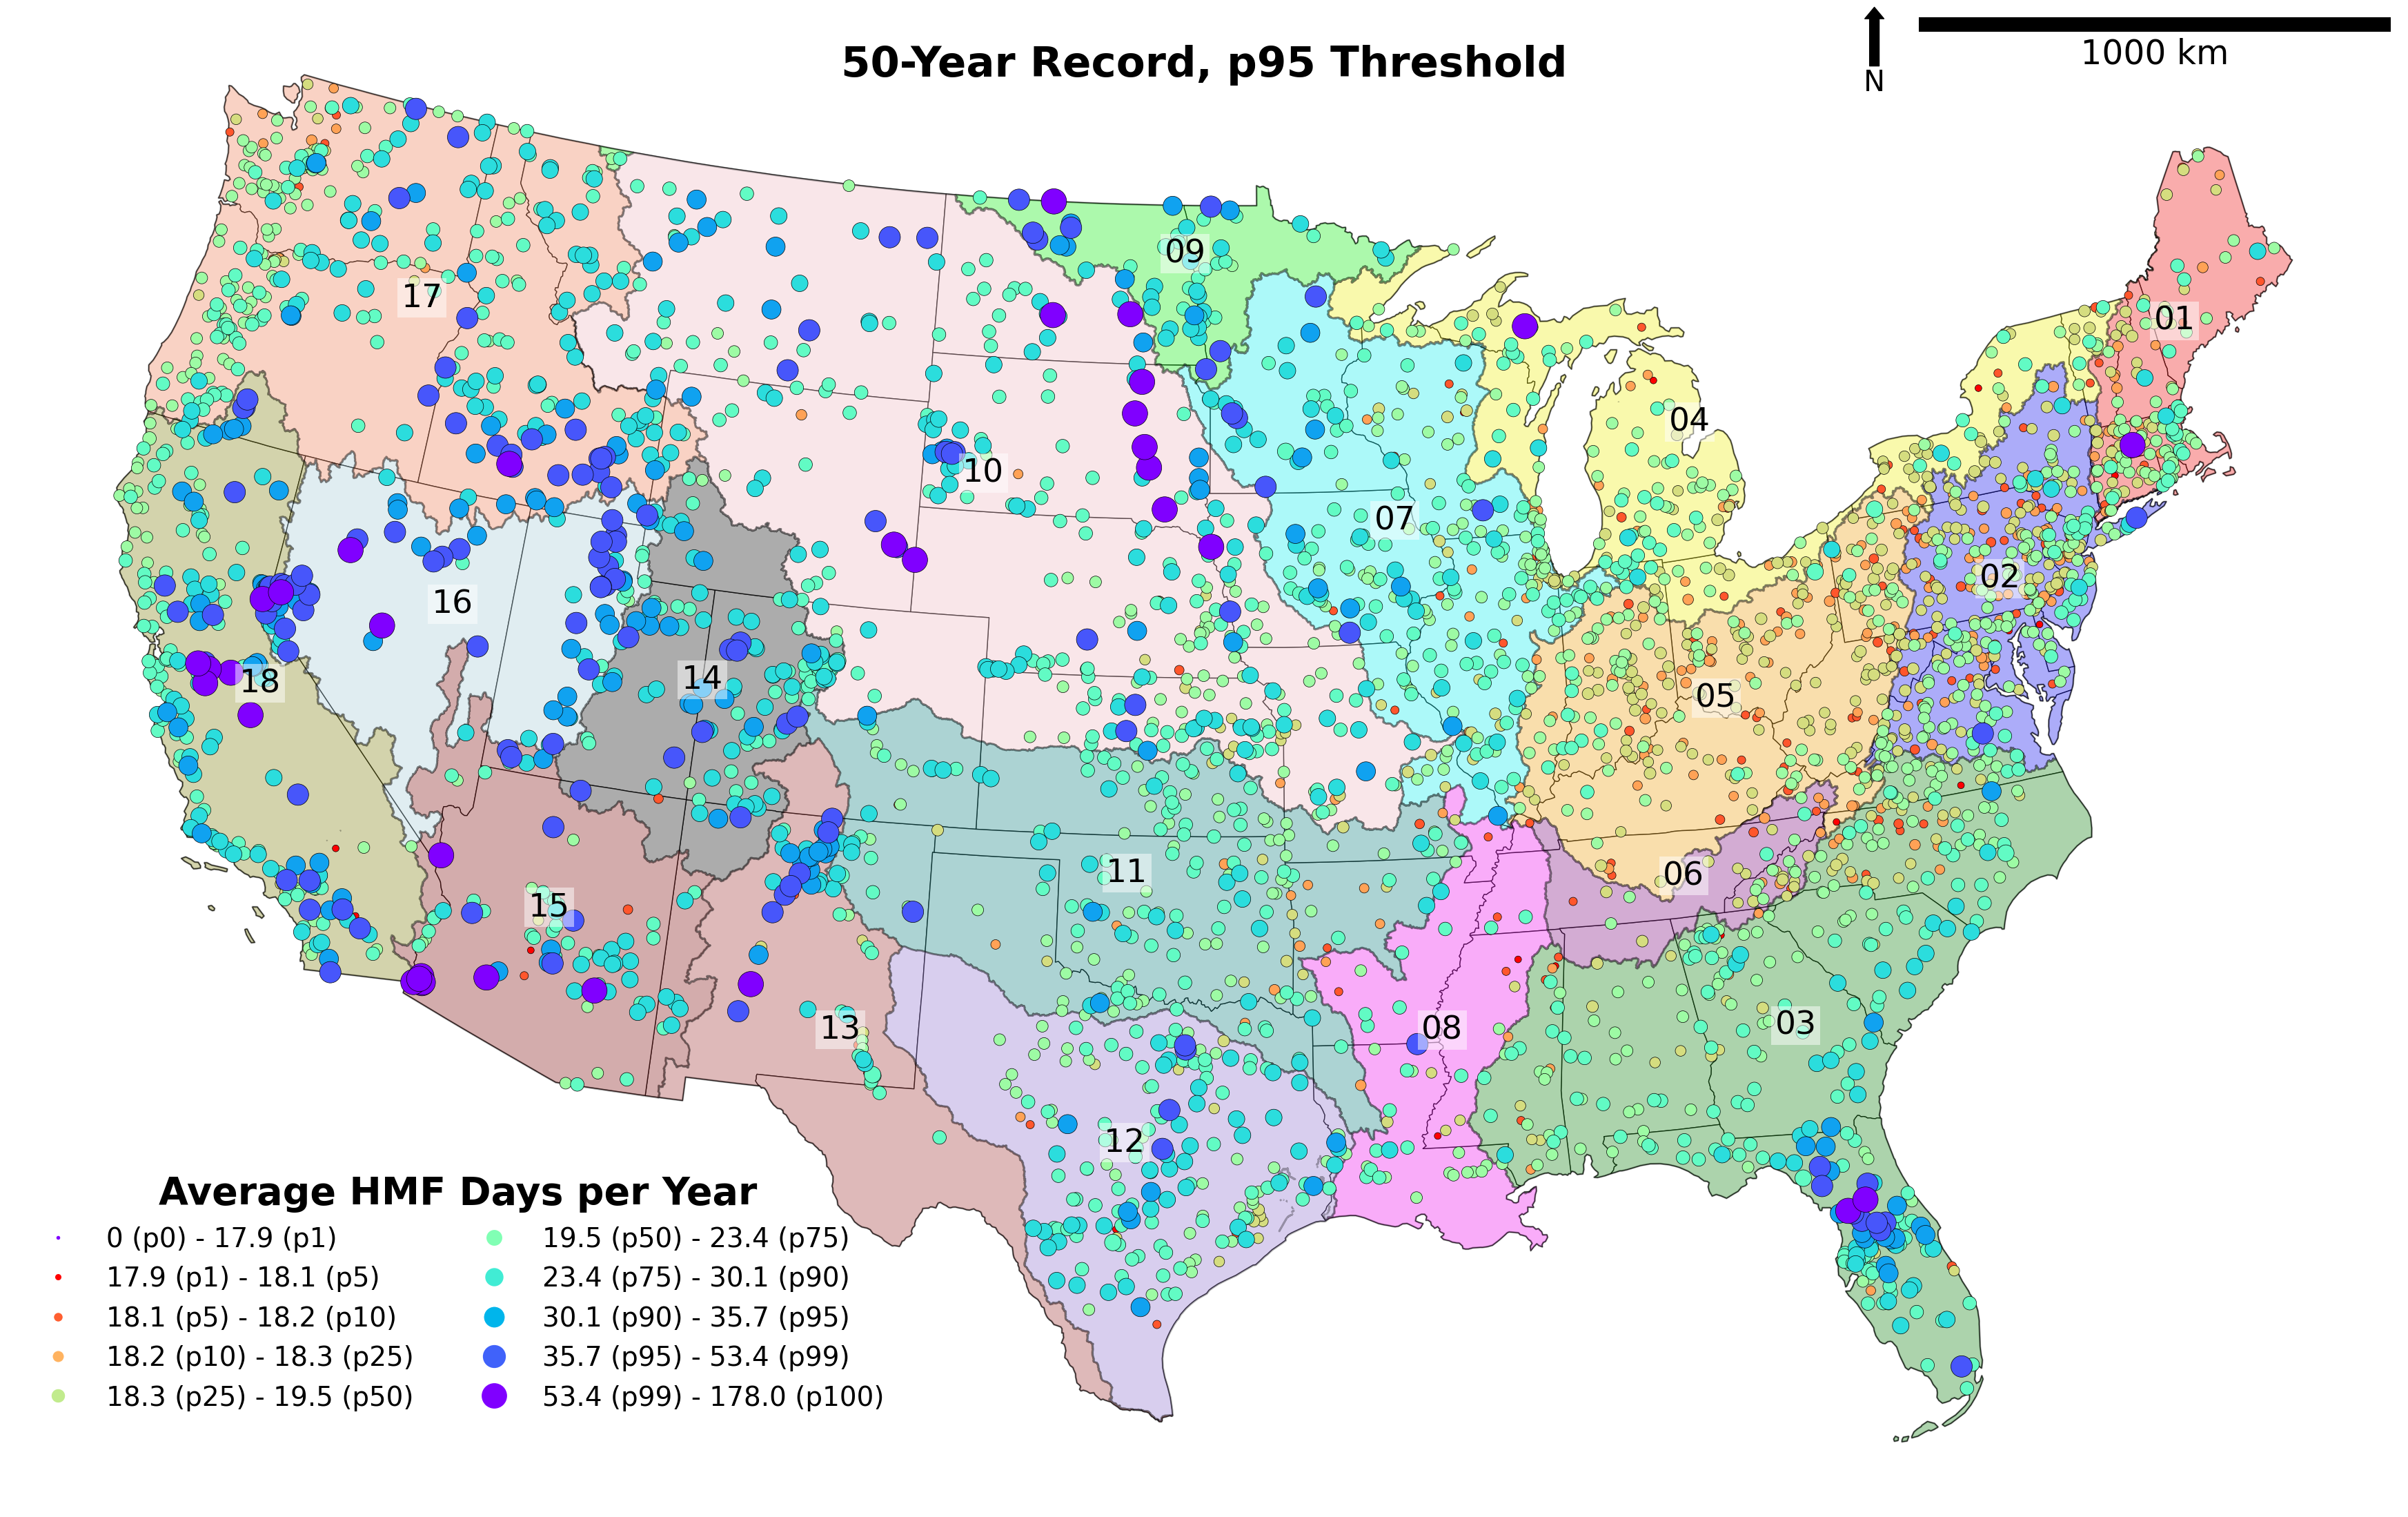 50-Year Record, p95 Threshold
1000 km
N
09
17
01
04
10
07
02
16
18
14
05
11
06
15
03
13
08
12
Average HMF Days per Year
0 (p0) - 17.9 (p1)
17.9 (p1) - 18.1 (p5)
18.1 (p5) - 18.2 (p10)
18.2 (p10) - 18.3 (p25)
18.3 (p25) - 19.5 (p50)
19.5 (p50) - 23.4 (p75)
23.4 (p75) - 30.1 (p90)
30.1 (p90) - 35.7 (p95)
35.7 (p95) - 53.4 (p99)
53.4 (p99) - 178.0 (p100)